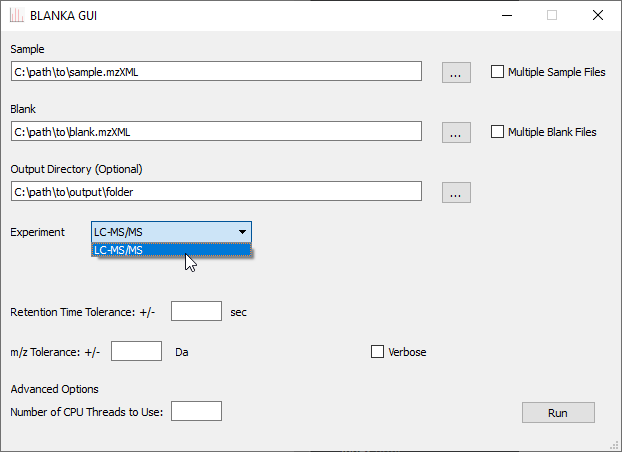 BLANKA GUI
Sample
C:\path\to\sample.mzXML
...
Multiple Sample Files
Blank
C:\path\to\blank.mzXML
...
Multiple Blank Files
Output Directory (Optional)
C:\path\to\output\folder
...
Experiment
LC-MS/MS
LC-MS/MS
Retention Time Tolerance: +/-
sec
m/z Tolerance: +/-
Da
Verbose
Advanced Options
Number of CPU Threads to Use:
Run